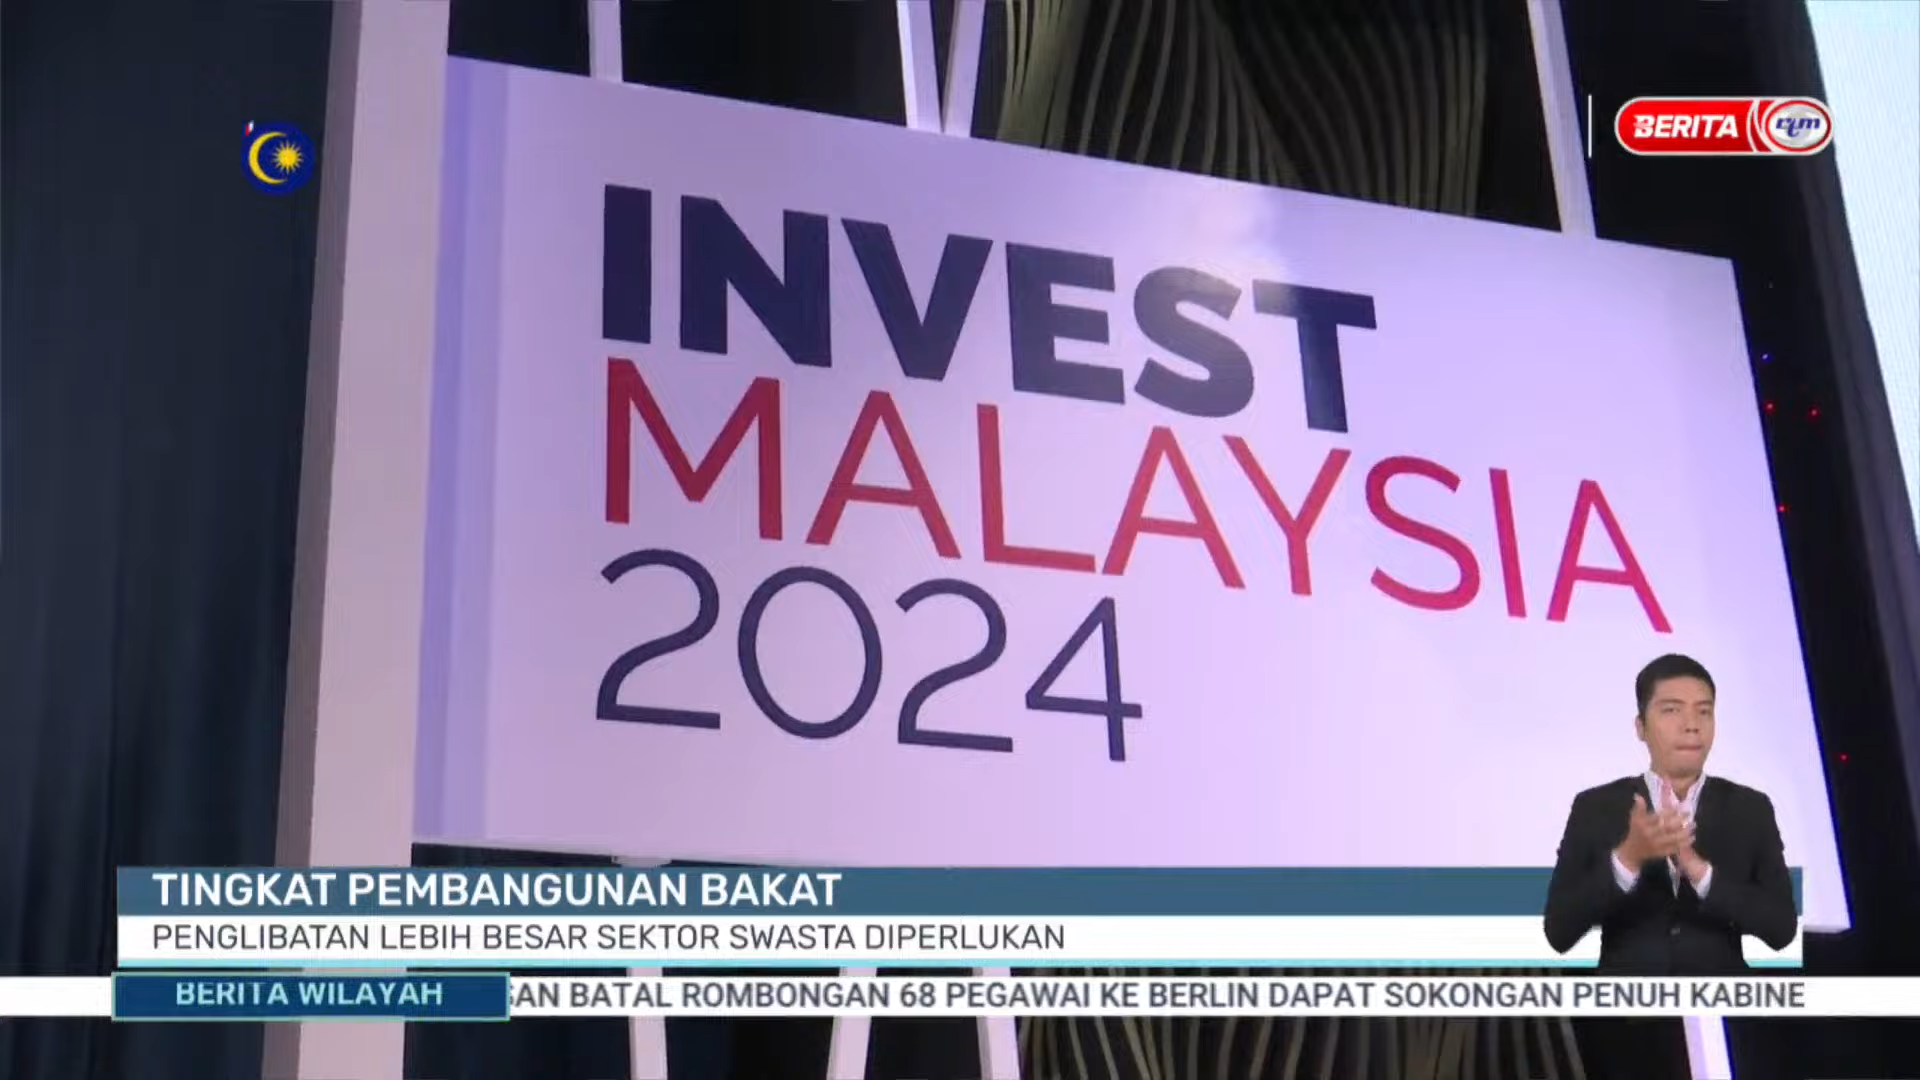 BERITA rtm
INVEST
MALAYSIA
2024
TINGKAT PEMBANGUNAN BAKAT
PENGLIBATAN LEBIH BESAR SEKTOR SWASTA DIPERLUKAN
BERITA WILAYAH
BATAL ROMBONGAN 68 PEGAWAI KE BERLIN DAPAT SOKONGAN PENUH KABINE